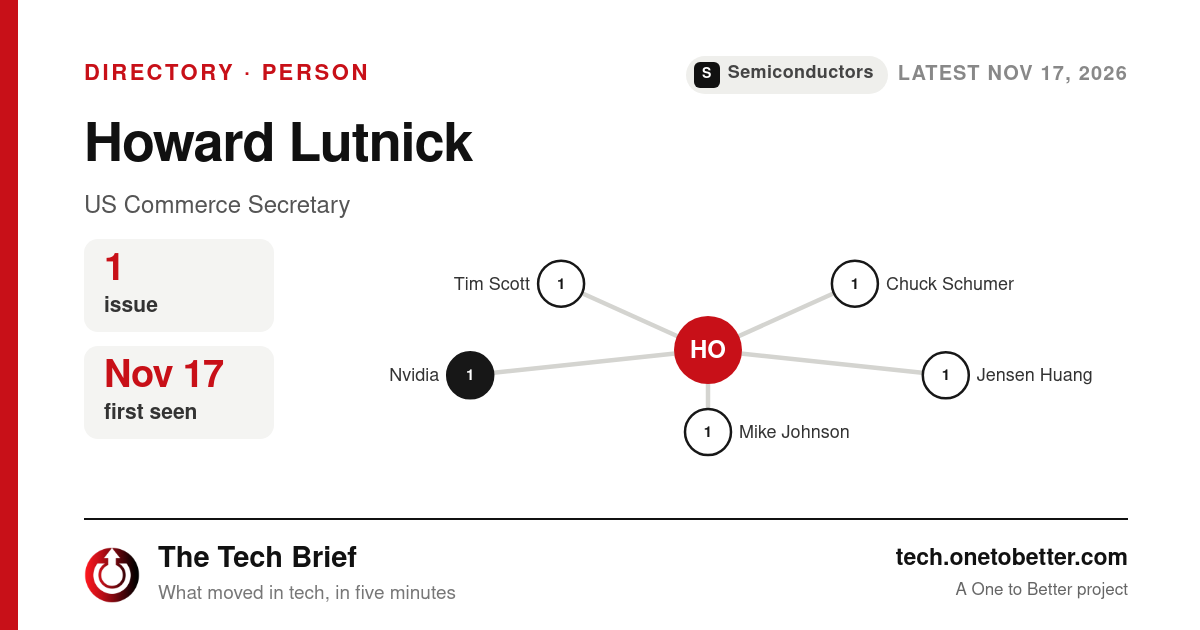 DIRECTORY · PERSON
S Semiconductors LATEST NOV 17, 2026
Howard Lutnick
US Commerce Secretary
1
issue
Nov 17
first seen
Tim Scott 1
1 Chuck Schumer
HO
Nvidia 1
1 Jensen Huang
1 Mike Johnson
The Tech Brief
What moved in tech, in five minutes
tech.onetobetter.com
A One to Better project